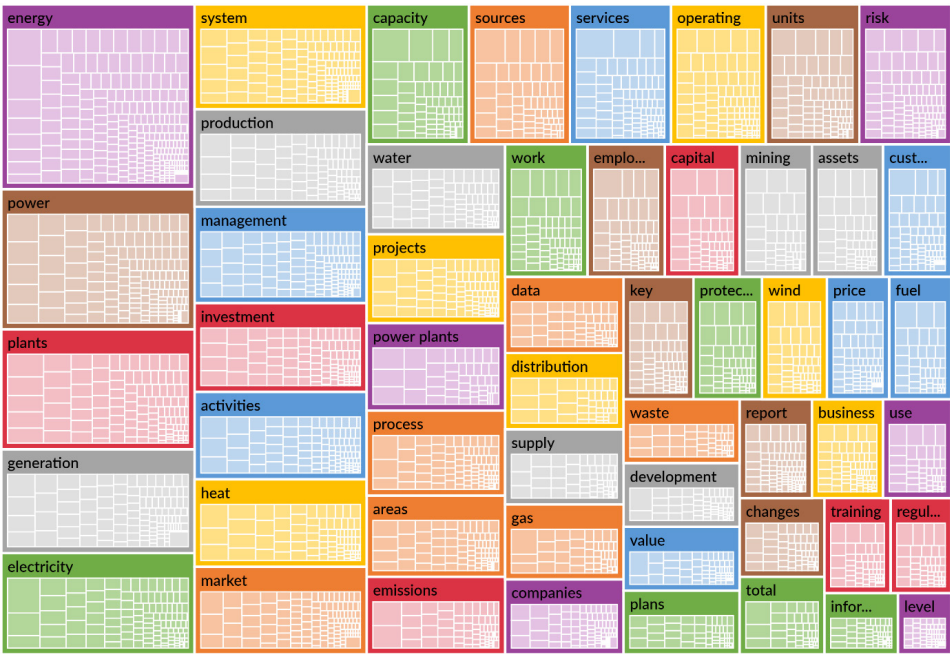 energy
power
plants
generation
electricity
system
production
management
investment
activities
heat
market
capacity
sources
services
operating
units
risk
water
projects
power plants
process
areas
emissions
work
emplo...
capital
mining
assets
cust...
data
distribution
supply
gas
companies
key
protec...
wind
price
fuel
waste
development
value
plans
report
business
use
changes
training
regul...
total
infor...
level